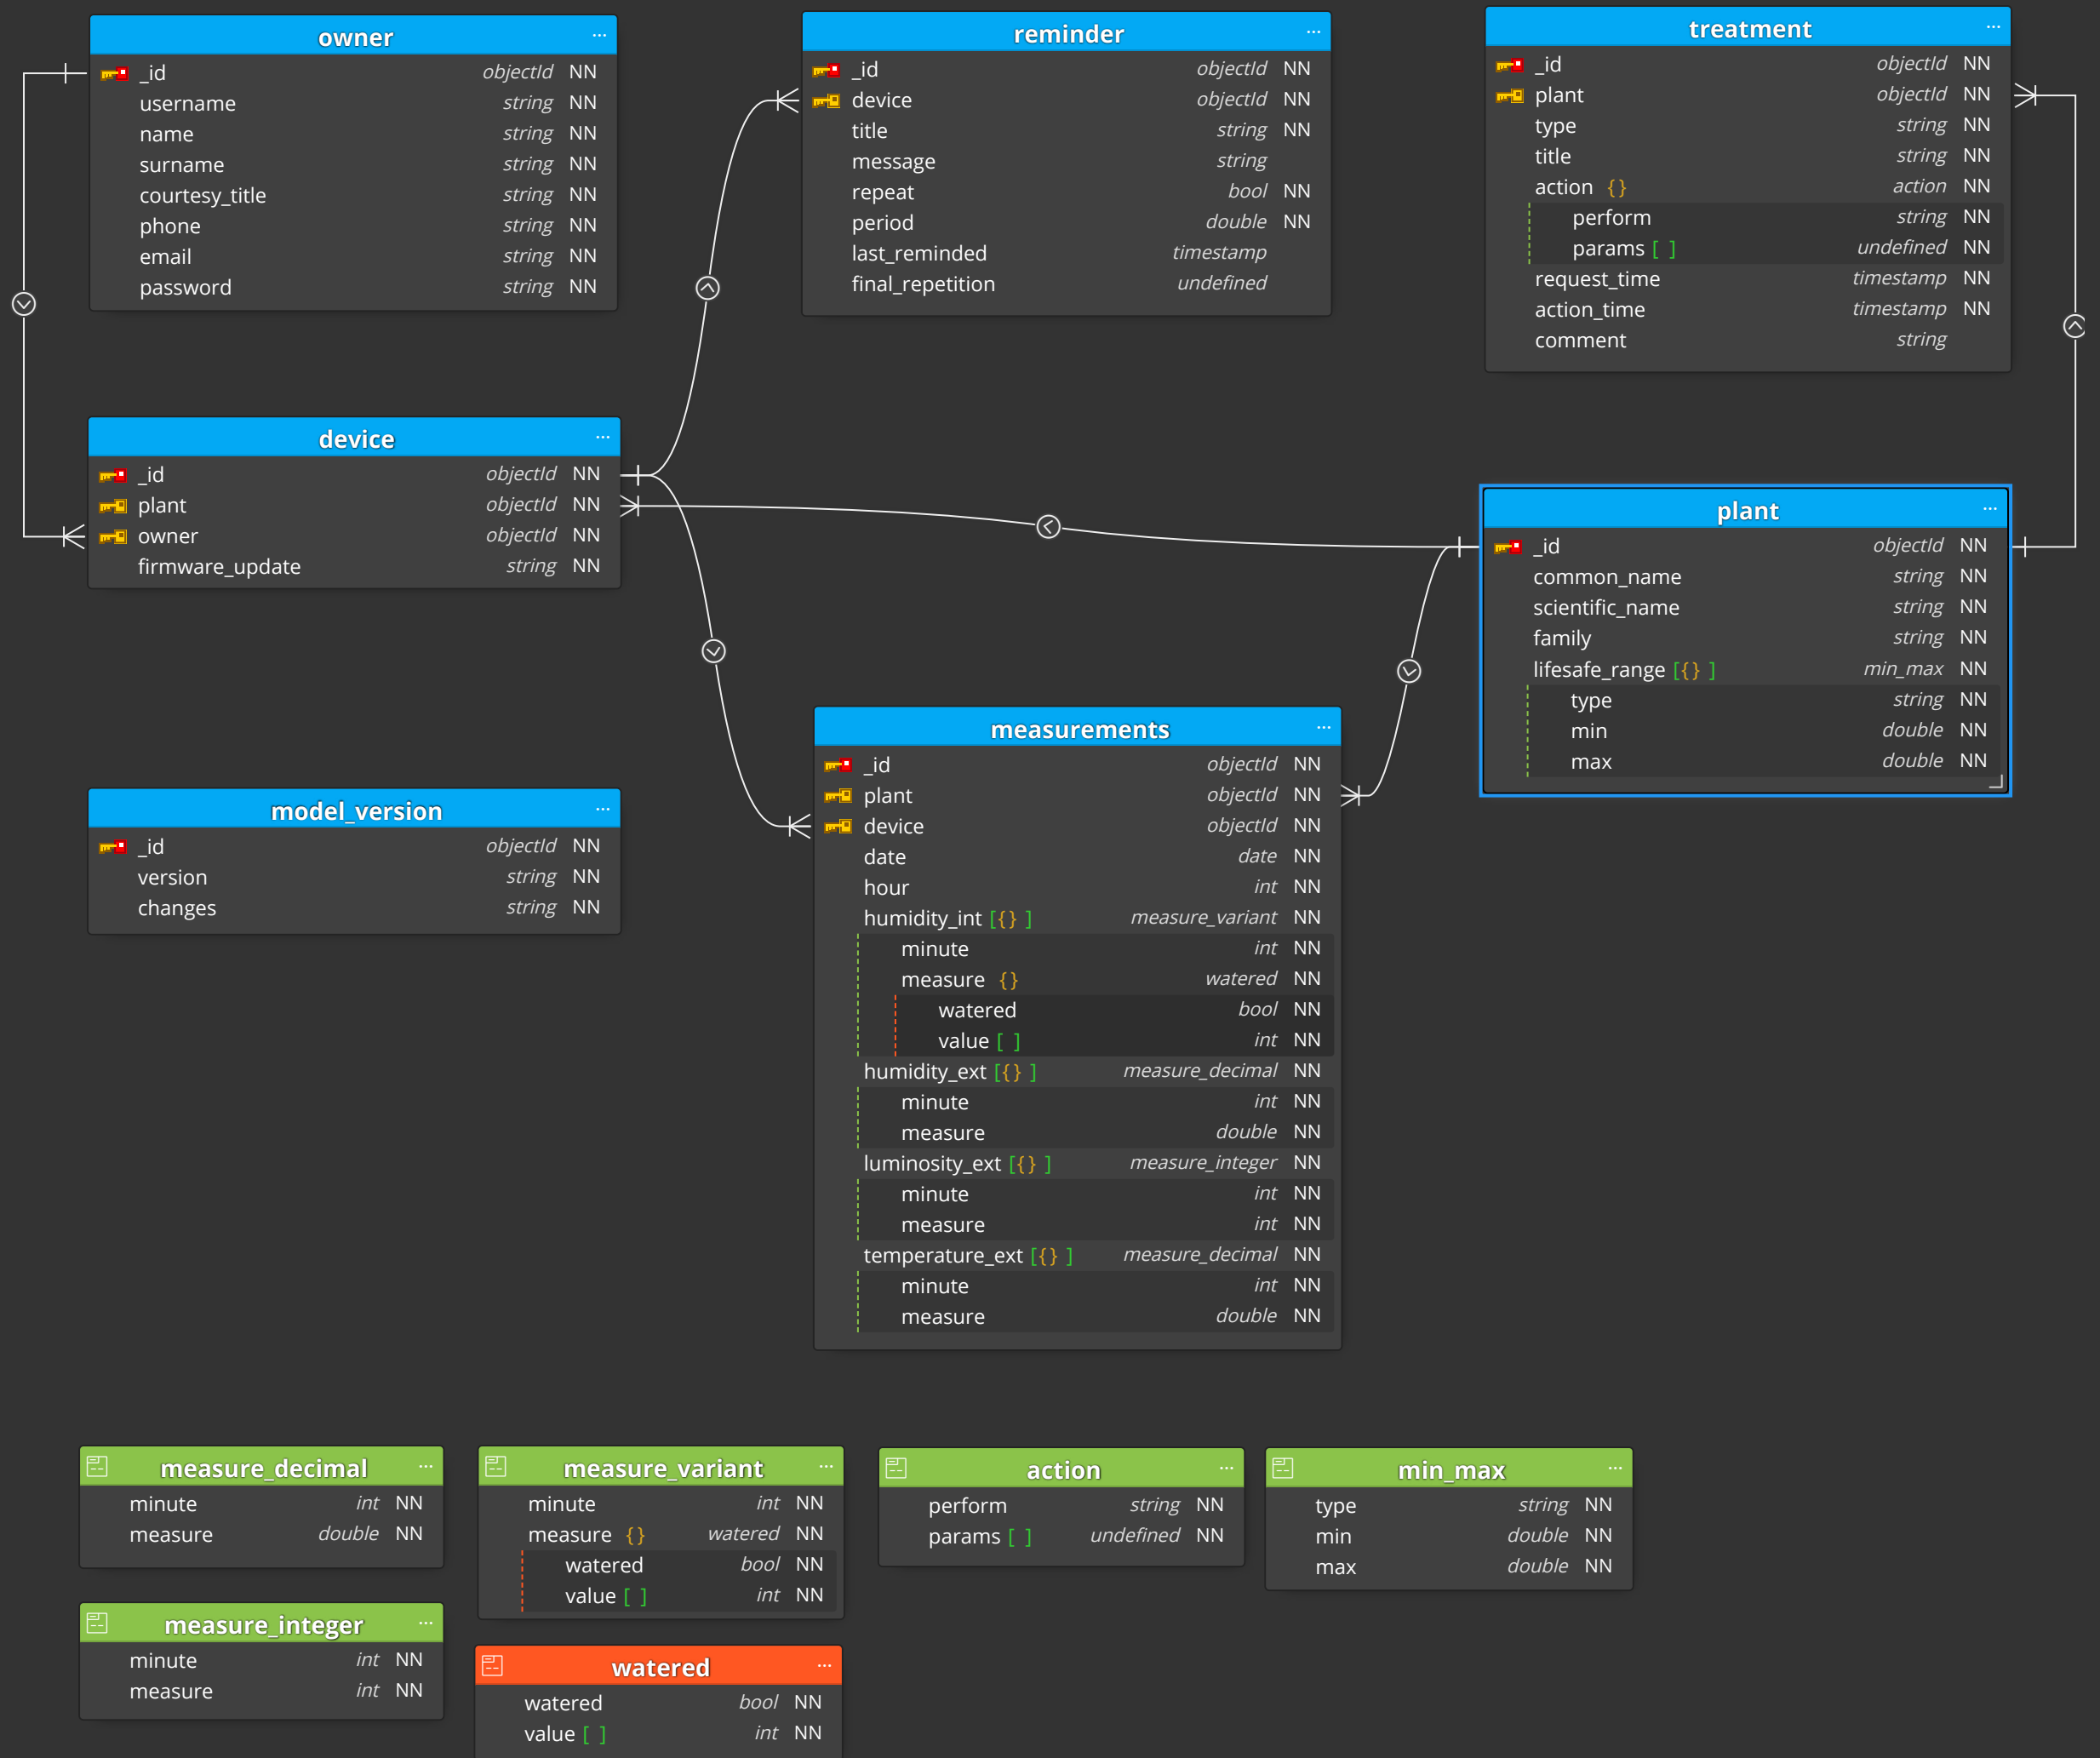 owner ...
_id objectId NN
username string NN
name string NN
surname string NN
courtesy_title string NN
phone string NN
email string NN
password string NN
reminder ...
_id objectId NN
device objectId NN
title string NN
message string
repeat bool NN
period double NN
last_reminded timestamp
final_repetition undefined
treatment ...
_id objectId NN
plant objectId NN
type string NN
title string NN
action {} action NN
perform string NN
params [ ] undefined NN
request_time timestamp NN
action_time timestamp NN
comment string
device ...
_id objectId NN
plant objectId NN
owner objectId NN
firmware_update string NN
plant ...
_id objectId NN
common_name string NN
scientific_name string NN
family string NN
lifesafe_range [{} ] min_max NN
type string NN
min double NN
max double NN
model_version ...
_id objectId NN
version string NN
changes string NN
measurements ...
_id objectId NN
plant objectId NN
device objectId NN
date date NN
hour int NN
humidity_int [{} ] measure_variant NN
minute int NN
measure {} watered NN
watered bool NN
value [ ] int NN
humidity_ext [{} ] measure_decimal NN
minute int NN
measure double NN
luminosity_ext [{} ] measure_integer NN
minute int NN
measure int NN
temperature_ext [{} ] measure_decimal NN
minute int NN
measure double NN
measure_decimal ...
minute int NN
measure double NN
measure_variant ...
minute int NN
measure {} watered NN
watered bool NN
value [ ] int NN
action ...
perform string NN
params [ ] undefined NN
min_max ...
type string NN
min double NN
max double NN
measure_integer ...
minute int NN
measure int NN
watered ...
watered bool NN
value [ ] int NN